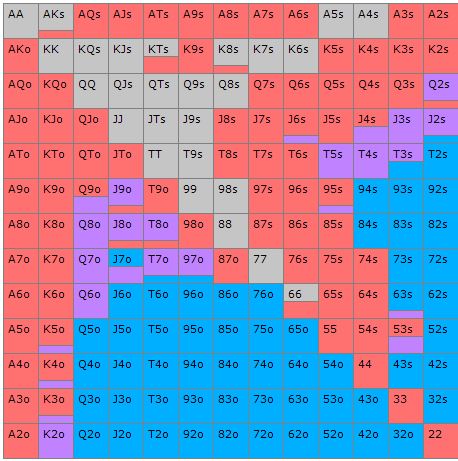 AA AKs AQs AJs ATs A9s A8s A7s A6s A5s A4s A3s A2s
AKo KK KQs KJs KTs K9s K8s K7s K6s K5s K4s K3s K2s
AQo KQo QQ QJs QTs Q9s Q8s Q7s Q6s Q5s Q4s Q3s Q2s
AJo KJo QJo JJ JTs J9s J8s J7s J6s J5s J4s J3s J2s
ATo KTo QTo JTo TT T9s T8s T7s T6s T5s T4s T3s T2s
A9o K9o Q9o J9o T9o 99 98s 97s 96s 95s 94s 93s 92s
A8o K8o Q8o J8o T8o 98o 88 87s 86s 85s 84s 83s 82s
A7o K7o Q7o J7o T7o 97o 87o 77 76s 75s 74s 73s 72s
A6o K6o Q6o J6o T6o 96o 86o 76o 66 65s 64s 63s 62s
A5o K5o Q5o J5o T5o 95o 85o 75o 65o 55 54s 53s 52s
A4o K4o Q4o J4o T4o 94o 84o 74o 64o 54o 44 43s 42s
A3o K3o Q3o J3o T3o 93o 83o 73o 63o 53o 43o 33 32s
A2o K2o Q2o J2o T2o 92o 82o 72o 62o 52o 42o 32o 22